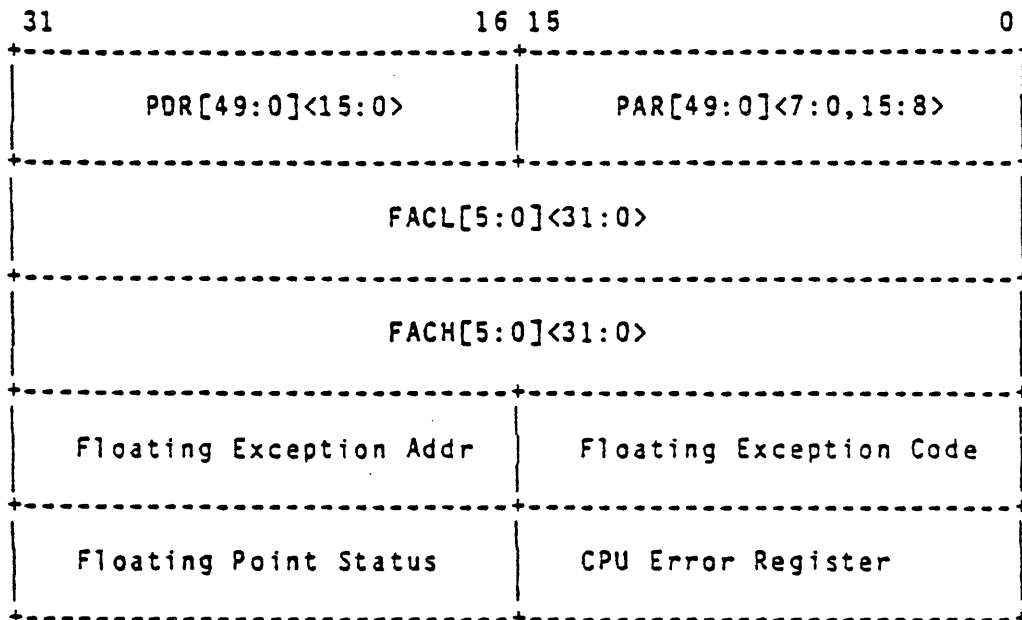 31 16 15 0
PDR[49:0]<15:0> PAR[49:0]<7:0,15:8>
FACL[5:0]<31:0>
FACH[5:0]<31:0>
Floating Exception Addr Floating Exception Code
Floating Point Status CPU Error Register